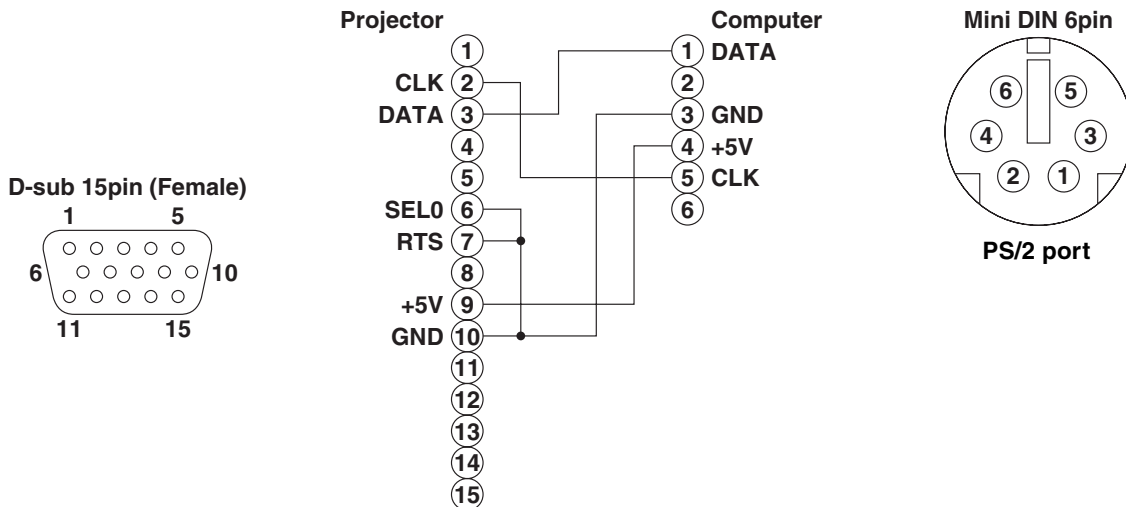 Projector
1
CLK 2
DATA 3
4
5
SEL0 6
RTS 7
8
+5V 9
GND 10
11
12
13
14
15
Computer
1 DATA
2
3 GND
4 +5V
5 CLK
6
D-sub 15pin (Female)
1 5
6 10
11 15
Mini DIN 6pin
6 5
4 3
2 1
PS/2 port